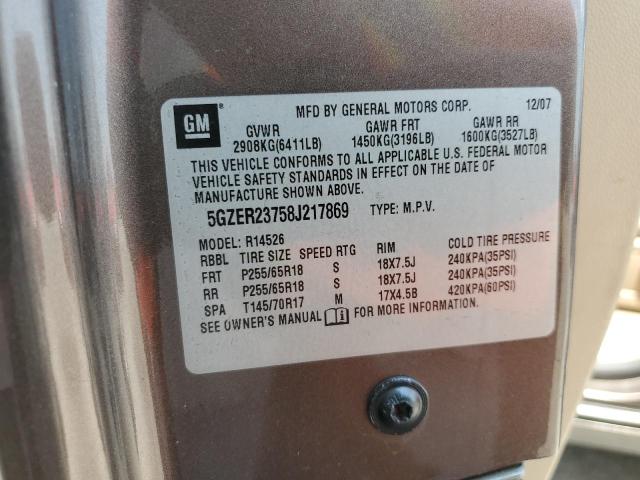 GM
MFD BY GENERAL MOTORS CORP. 12/07
GVWR GAWR FRT GAWR RR
2908KG(6411LB) 1450KG(3196LB) 1600KG(3527LB)
THIS VEHICLE CONFORMS TO ALL APPLICABLE U.S. FEDERAL MOTOR
VEHICLE SAFETY STANDARDS IN EFFECT ON THE DATE OF
MANUFACTURE SHOWN ABOVE.
5GZER23758J217869 TYPE: M.P.V.
MODEL: R14526
RBBL TIRE SIZE SPEED RTG RIM COLD TIRE PRESSURE
FRT P255/65R18 S 18X7.5J 240KPA(35PSI)
RR P255/65R18 S 18X7.5J 240KPA(35PSI)
SPA T145/70R17 M 17X4.5B 420KPA(60PSI)
SEE OWNER'S MANUAL FOR MORE INFORMATION.